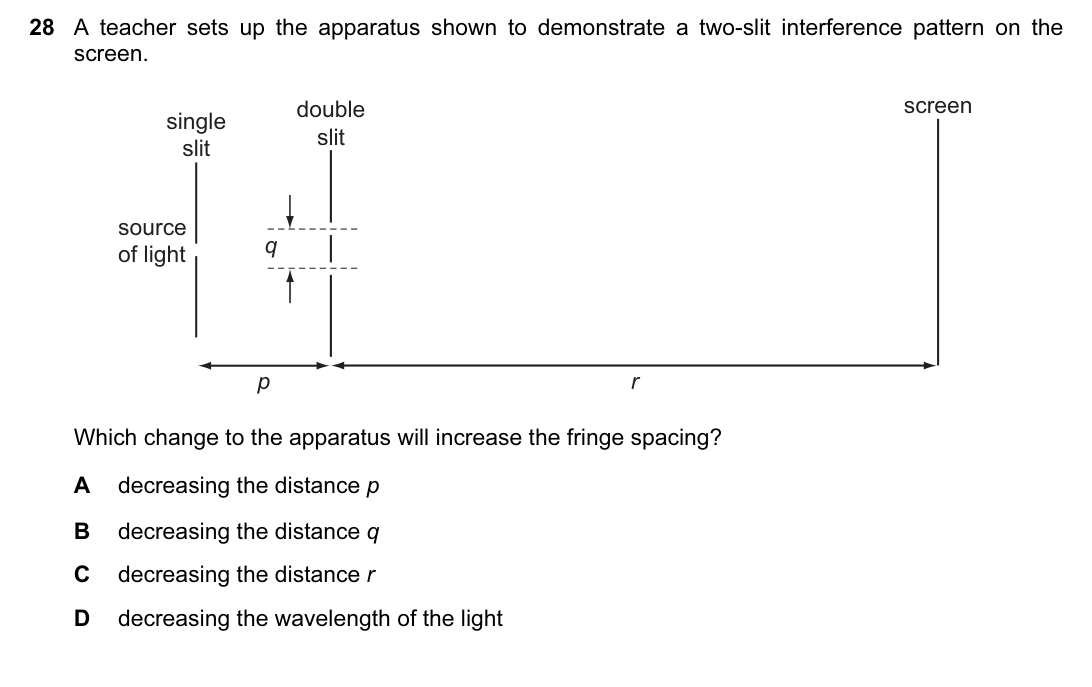 28 A teacher sets up the apparatus shown to demonstrate a two-slit interference pattern on the
screen.
single
slit
double
slit
screen
source
of light
q
p
r
Which change to the apparatus will increase the fringe spacing?
A decreasing the distance p
B decreasing the distance q
C decreasing the distance r
D decreasing the wavelength of the light